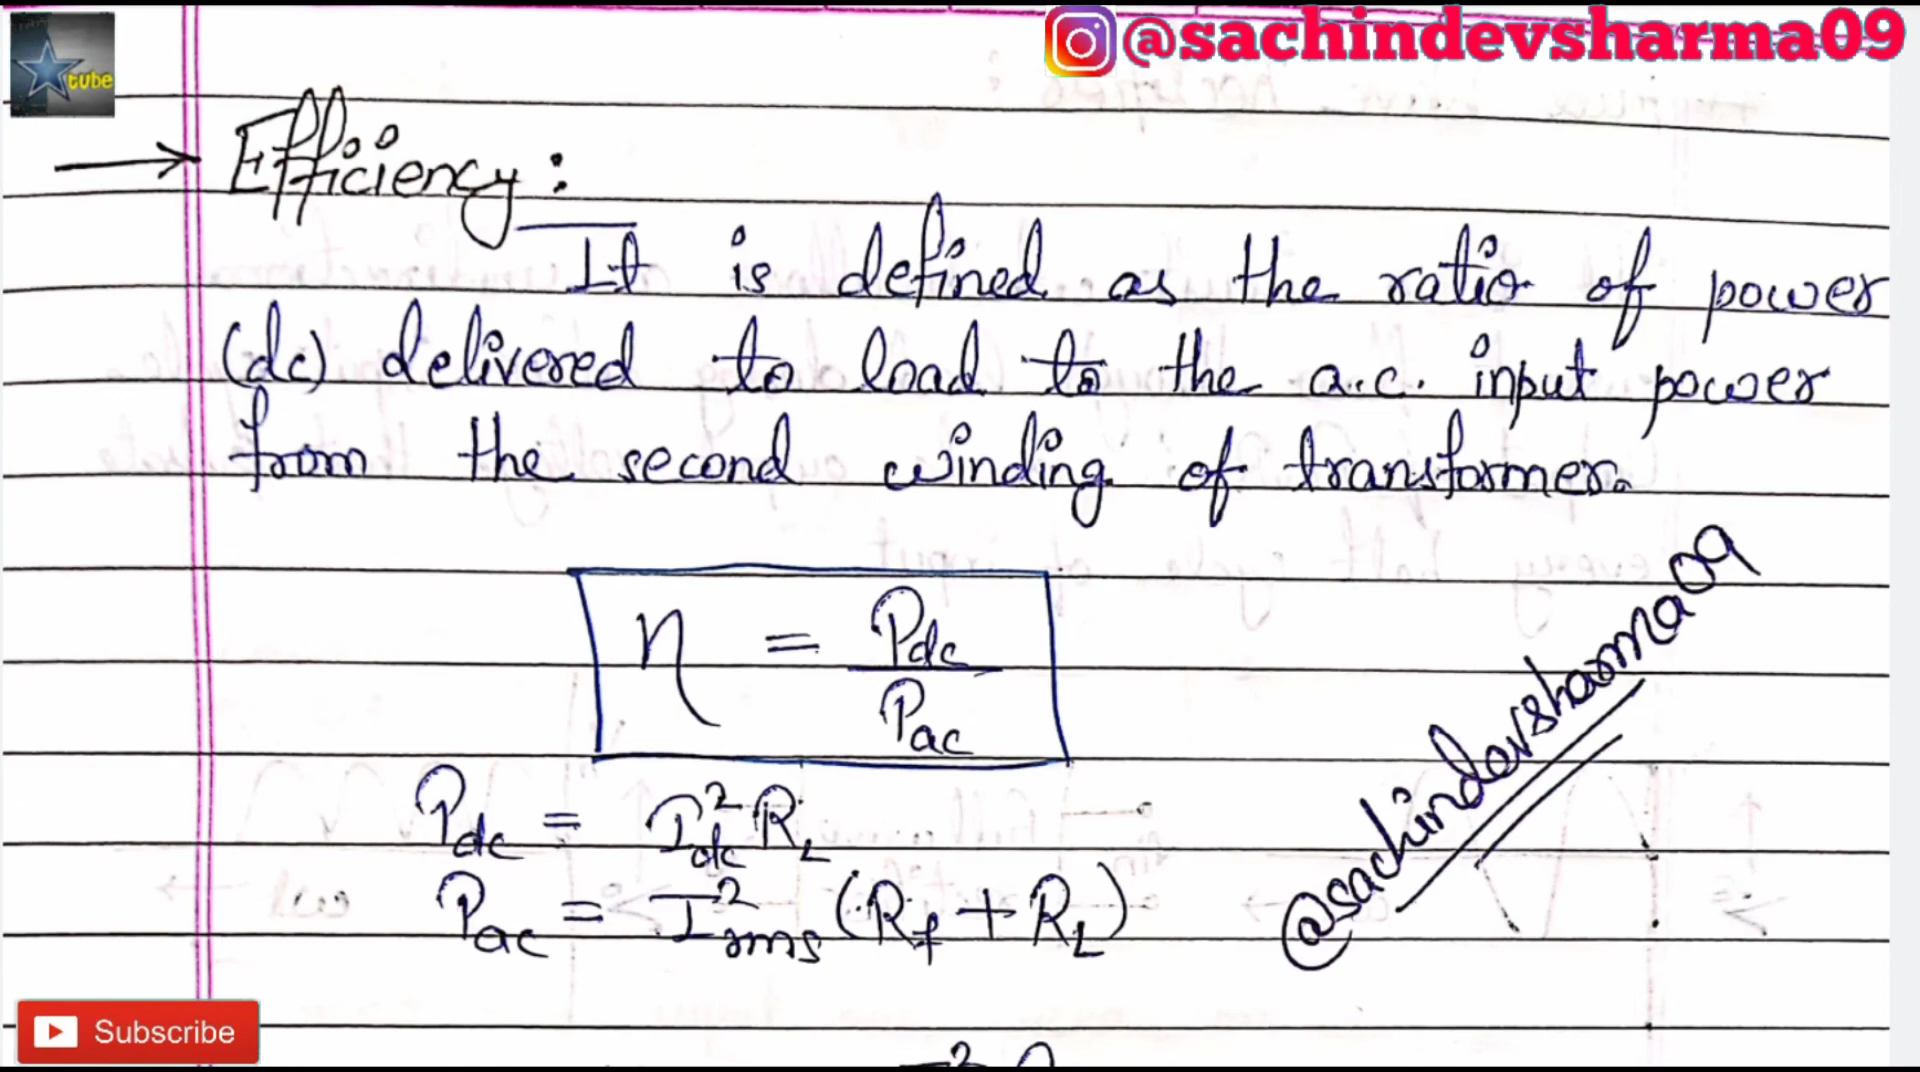 @sachindevsharma09
tube
→ Efficiency :
It is defined as the ratio of power
(dc) delivered to load to the a.c. input power
from the second winding of transformer.
η = Pdc / Pac
Pdc = I²dc RL
Pac = I²rms (Rf + RL)
@sachindevsharma09
Subscribe